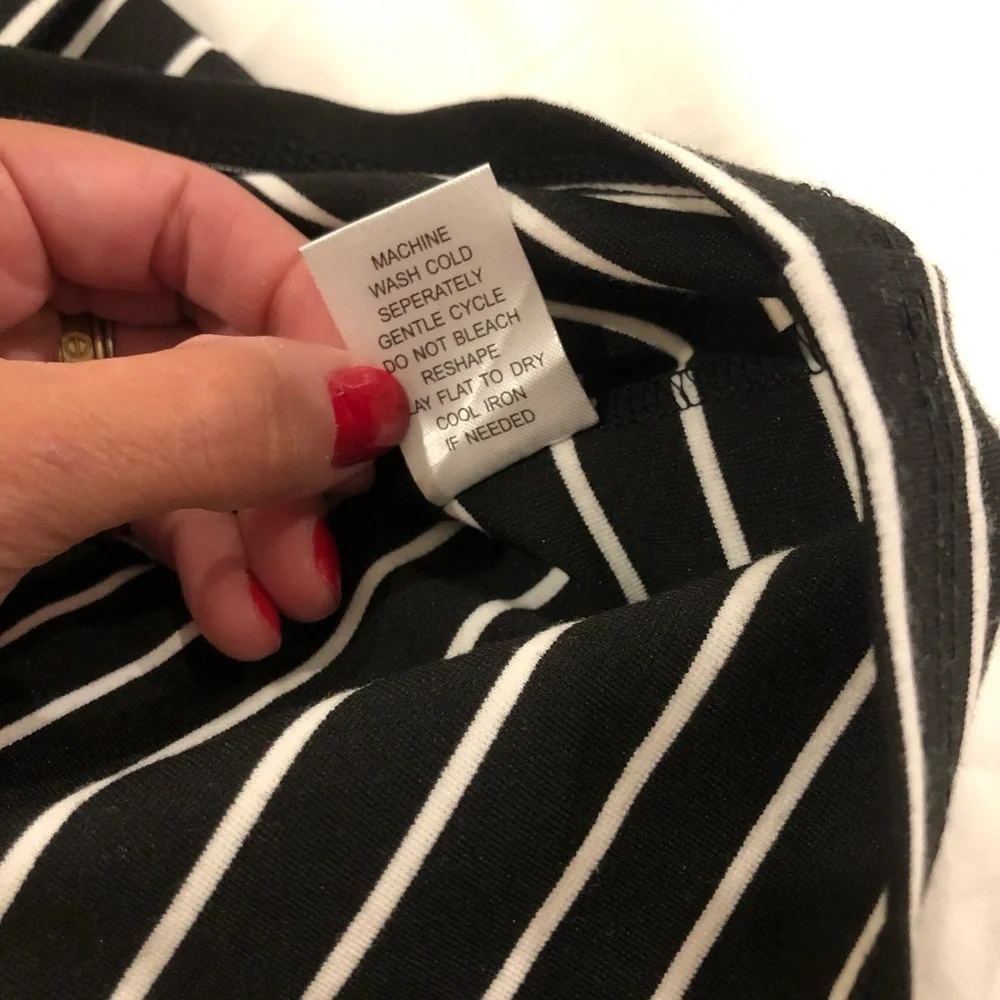 MACHINE
WASH COLD
SEPERATELY
GENTLE CYCLE
DO NOT BLEACH
RESHAPE
LAY FLAT TO DRY
COOL IRON
IF NEEDED